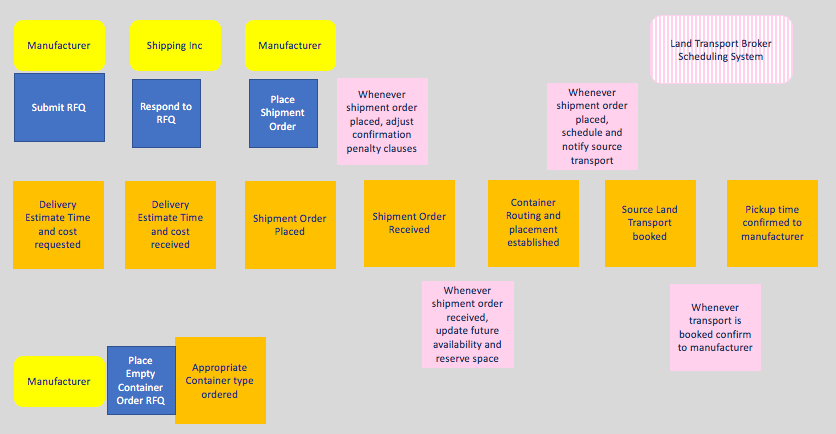 Manufacturer
Shipping Inc
Manufacturer
Land Transport Broker
Scheduling System
Submit RFQ
Respond to
RFQ
Place
Shipment
Order
Whenever
shipment order
placed, adjust
confirmation
penalty clauses
Whenever
shipment order
placed,
schedule and
notify source
transport
Delivery
Estimate Time
and cost
requested
Delivery
Estimate Time
and cost
received
Shipment Order
Placed
Shipment Order
Received
Container
Routing and
placement
established
Source Land
Transport
booked
Pickup time
confirmed to
manufacturer
Whenever
shipment order
received,
update future
availability and
reserve space
Whenever
transport is
booked confirm
to manufacturer
Manufacturer
Place
Empty
Container
Order RFQ
Appropriate
Container type
ordered